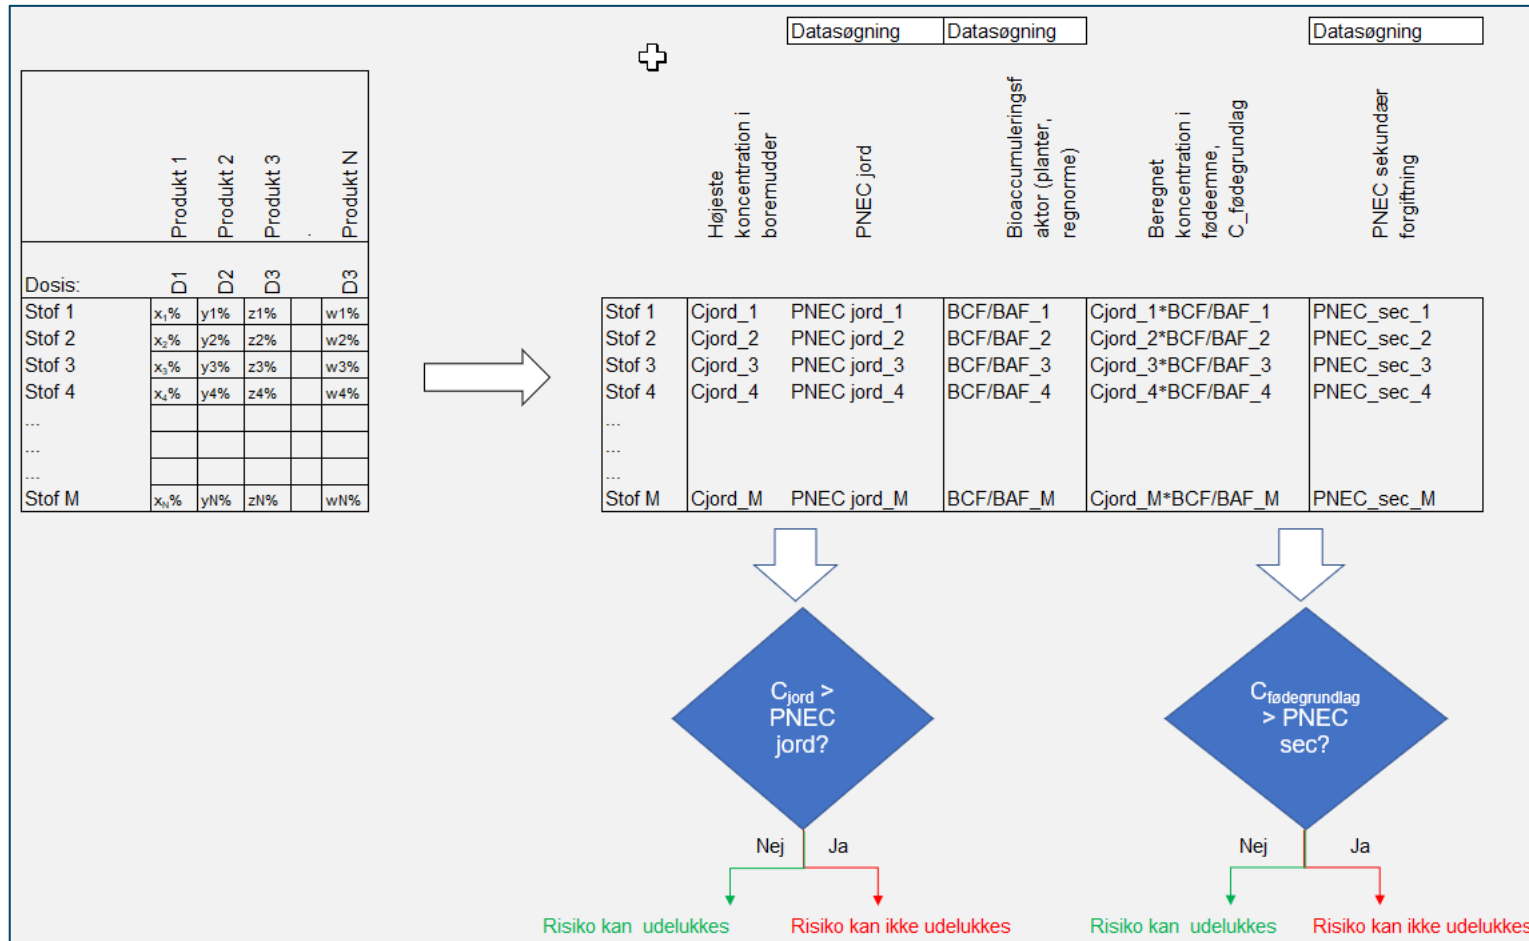 Datasøgning Datasøgning Datasøgning
Produkt 1
Produkt 2
Produkt 3
.
Produkt N
Dosis: D1 D2 D3 D3
Stof 1 x₁% y1% z1% w1%
Stof 2 x₂% y2% z2% w2%
Stof 3 x₃% y3% z3% w3%
Stof 4 x₄% y4% z4% w4%
...
...
...
Stof M xₙ% yN% zN% wN%
Højeste
koncentration i
boremudder
PNEC jord
Bioaccumuleringsf
aktor (planter,
regnorme)
Beregnet
koncentration i
fødeemne,
C_fødegrundlag
PNEC sekundær
forgiftning
Stof 1 Cjord_1 PNEC jord_1 BCF/BAF_1 Cjord_1*BCF/BAF_1 PNEC_sec_1
Stof 2 Cjord_2 PNEC jord_2 BCF/BAF_2 Cjord_2*BCF/BAF_2 PNEC_sec_2
Stof 3 Cjord_3 PNEC jord_3 BCF/BAF_3 Cjord_3*BCF/BAF_3 PNEC_sec_3
Stof 4 Cjord_4 PNEC jord_4 BCF/BAF_4 Cjord_4*BCF/BAF_4 PNEC_sec_4
...
...
...
Stof M Cjord_M PNEC jord_M BCF/BAF_M Cjord_M*BCF/BAF_M PNEC_sec_M
Cjord >
PNEC
jord?
Nej Ja
Risiko kan udelukkes Risiko kan ikke udelukkes
Cfødegrundlag
> PNEC
sec?
Nej Ja
Risiko kan udelukkes Risiko kan ikke udelukkes